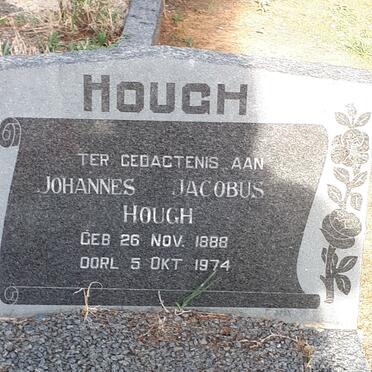 HOUGH
TER GEDAGTENIS AAN
JOHANNES JACOBUS
HOUGH
GEB 26 NOV. 1888
OORL 5 OKT 1974